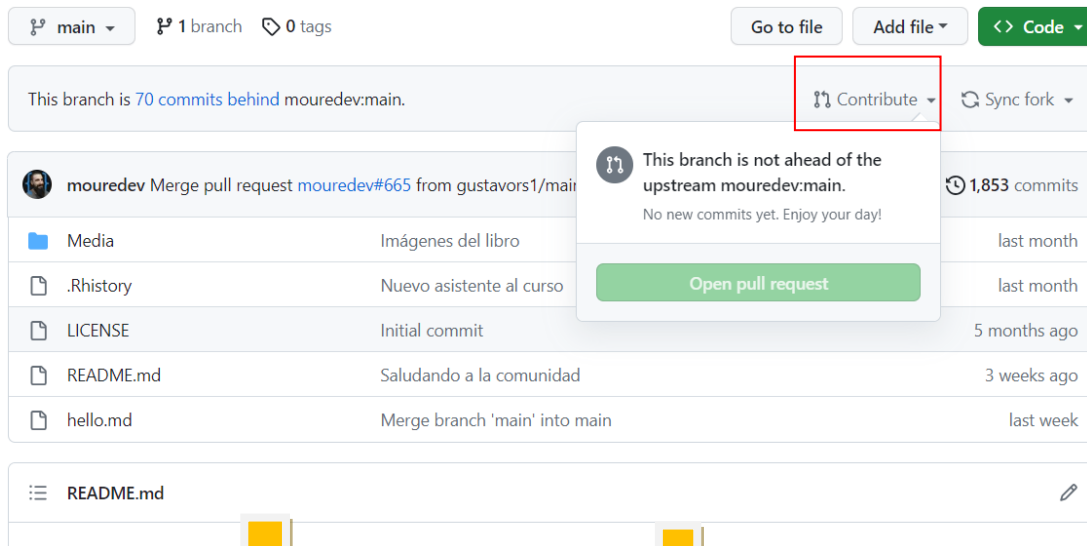 main 1 branch 0 tags Go to file Add file Code
This branch is 70 commits behind mouredev:main. Contribute Sync fork
This branch is not ahead of the
upstream mouredev:main.
No new commits yet. Enjoy your day!
Open pull request
mouredev Merge pull request mouredev#665 from gustavors1/main 1,853 commits
Media Imágenes del libro last month
.Rhistory Nuevo asistente al curso last month
LICENSE Initial commit 5 months ago
README.md Saludando a la comunidad 3 weeks ago
hello.md Merge branch 'main' into main last week
README.md